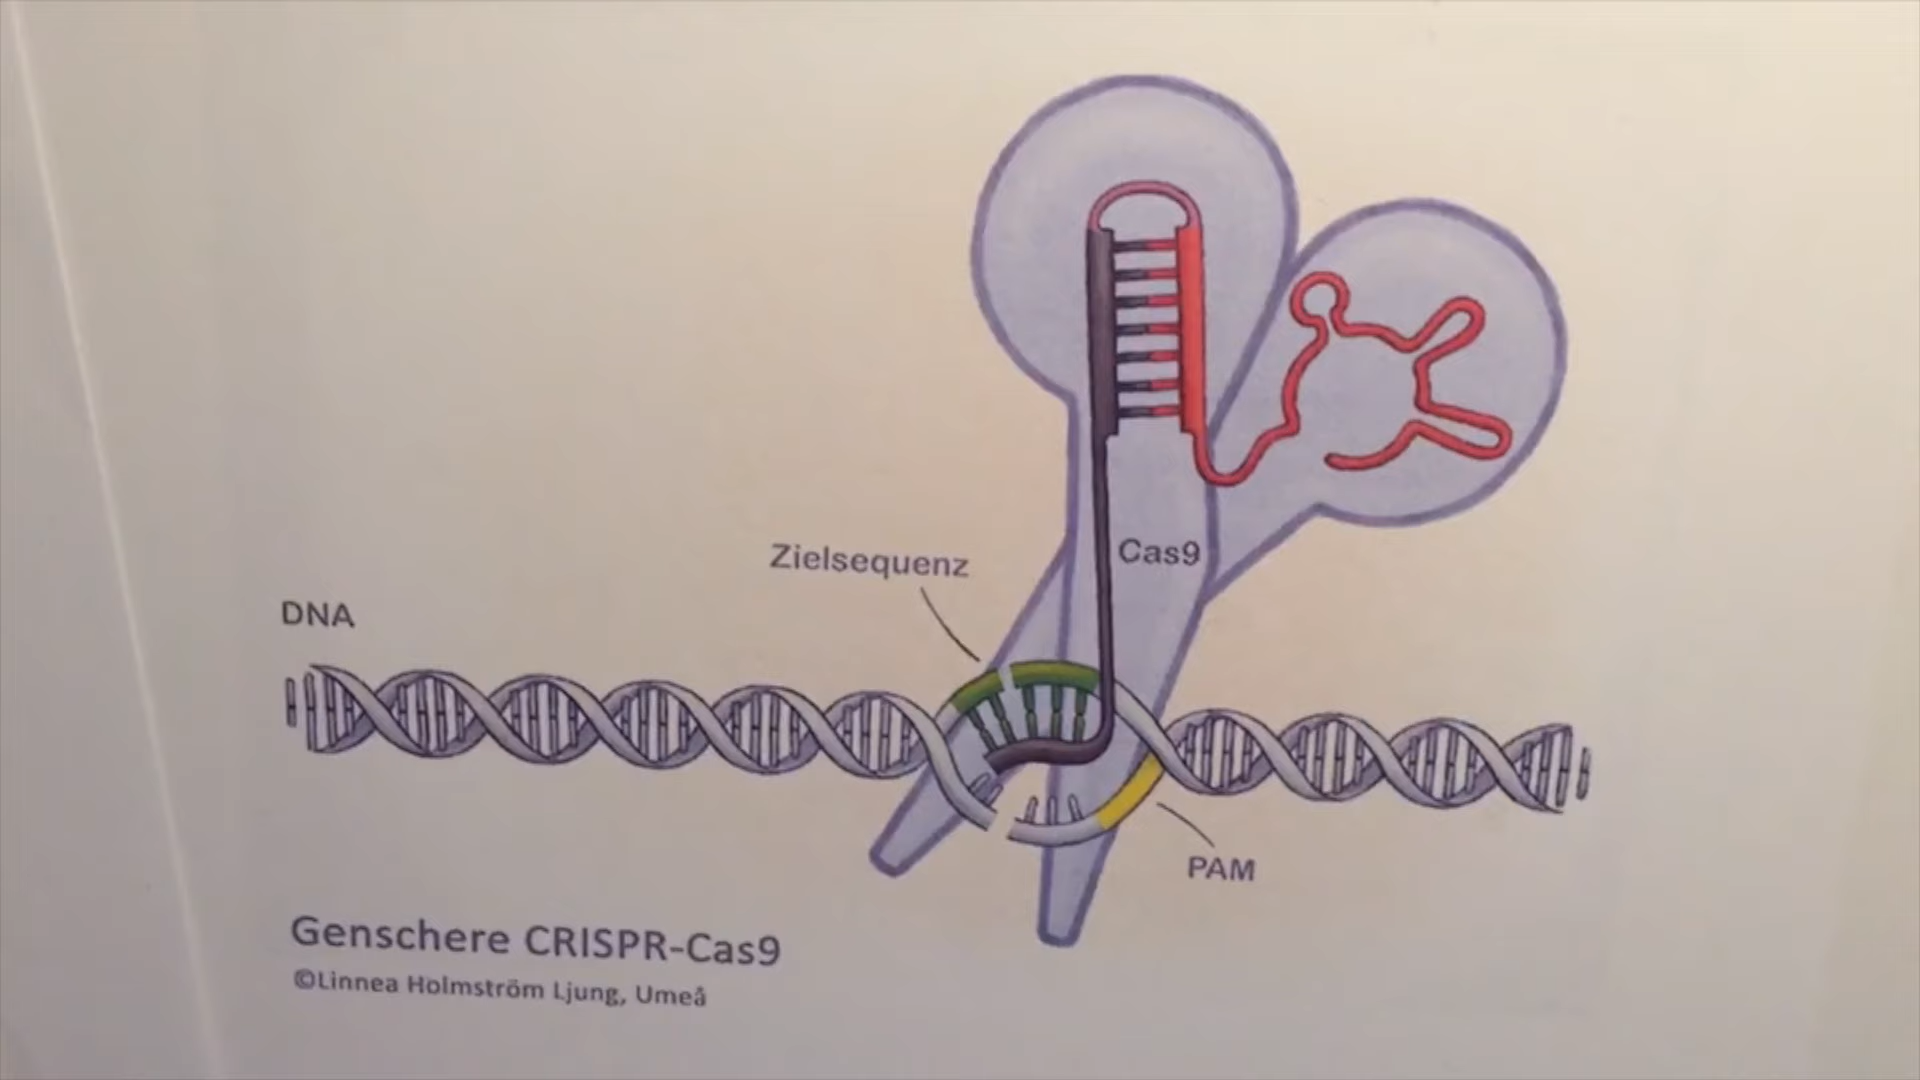 Zielsequenz
Cas9
DNA
PAM
Genschere CRISPR-Cas9
©Linnea Holmström Ljung, Umeå